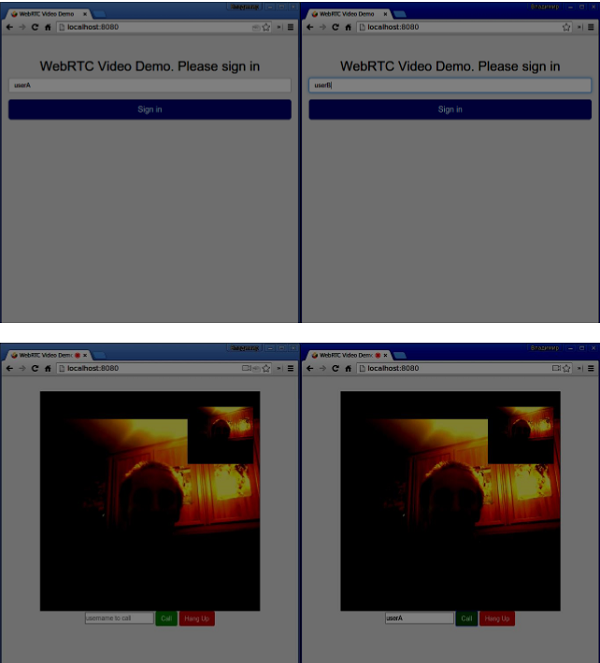 WebRTC Video Demo
localhost:8080
WebRTC Video Demo. Please sign in
userA
Sign in
WebRTC Video Demo
Владимир
localhost:8080
WebRTC Video Demo. Please sign in
userB
Sign in
WebRTC Video Dem
localhost:8080
username to call Call Hang Up
WebRTC Video Dem
Владимир
localhost:8080
userA Call Hang Up